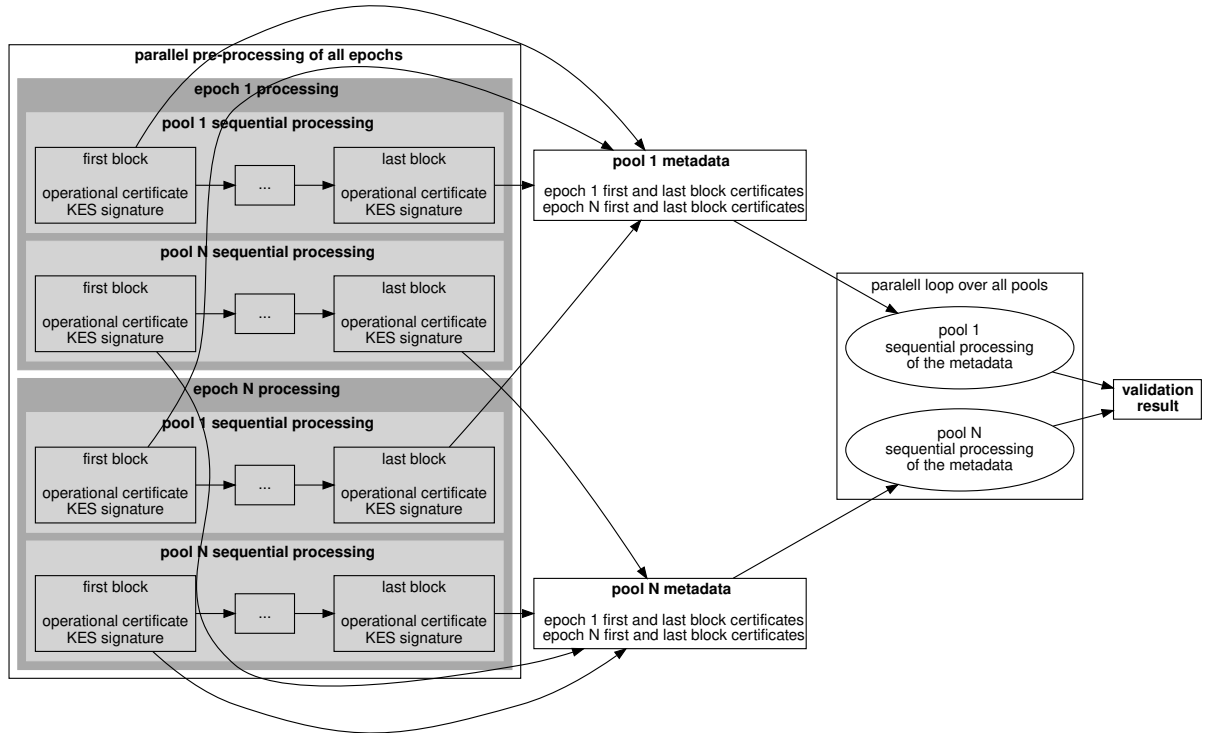 parallel pre-processing of all epochs
epoch 1 processing
pool 1 sequential processing
first block
operational certificate
KES signature
...
last block
operational certificate
KES signature
pool N sequential processing
first block
operational certificate
KES signature
...
last block
operational certificate
KES signature
epoch N processing
pool 1 sequential processing
first block
operational certificate
KES signature
...
last block
operational certificate
KES signature
pool N sequential processing
first block
operational certificate
KES signature
...
last block
operational certificate
KES signature
pool 1 metadata
epoch 1 first and last block certificates
epoch N first and last block certificates
pool N metadata
epoch 1 first and last block certificates
epoch N first and last block certificates
paralell loop over all pools
pool 1
sequential processing
of the metadata
pool N
sequential processing
of the metadata
validation
result